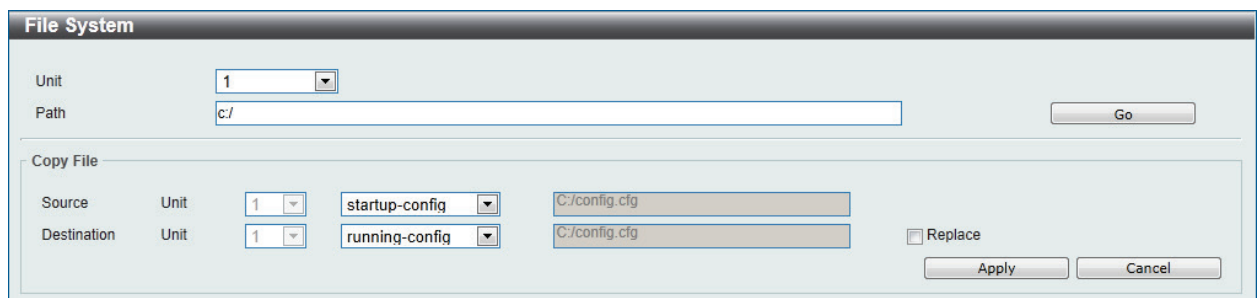 File System
Unit 1
Path c:/ Go
Copy File
Source Unit 1 startup-config C:/config.cfg
Destination Unit 1 running-config C:/config.cfg Replace
Apply Cancel